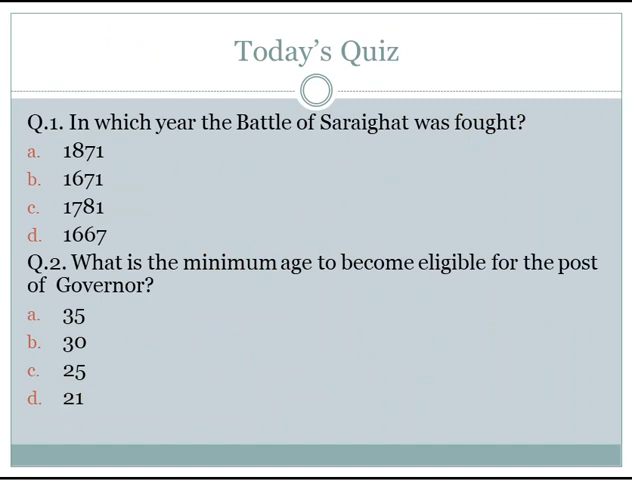 Today's Quiz
Q.1. In which year the Battle of Saraighat was fought?
a. 1871
b. 1671
c. 1781
d. 1667
Q.2. What is the minimum age to become eligible for the post
of Governor?
a. 35
b. 30
c. 25
d. 21